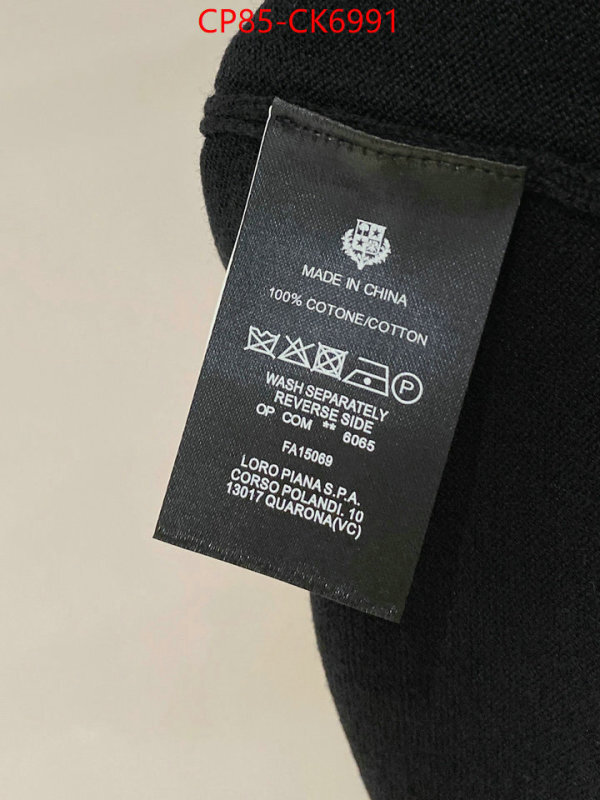 CP85-CK6991
MADE IN CHINA
100% COTONE/COTTON
P
WASH SEPARATELY
REVERSE SIDE
OP COM ** 6065
FA15069
LORO PIANA S.P.A.
CORSO POLANDI. 10
13017 QUARONA(VC)